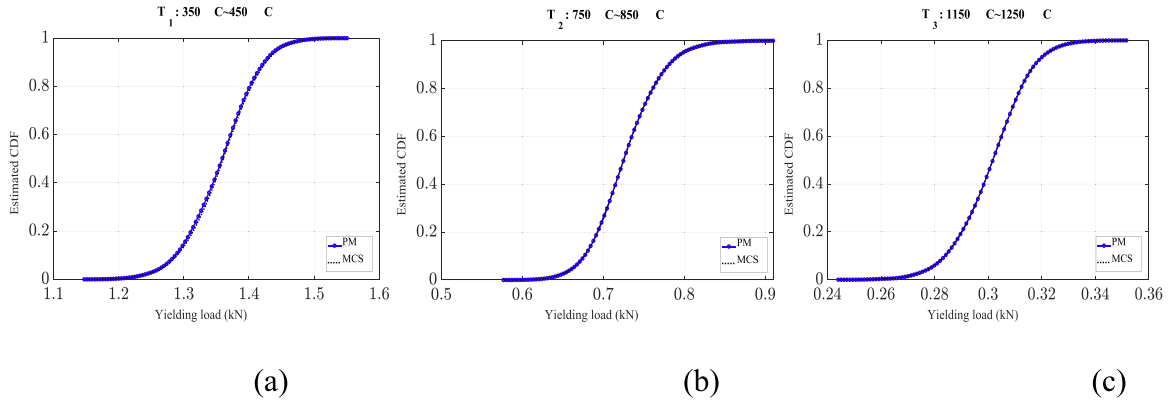 T1: 350 C~450 C
Estimated CDF
1
0.8
0.6
0.4
0.2
0
1.1 1.2 1.3 1.4 1.5 1.6
Yielding load (kN)
PM
MCS
(a)
T2: 750 C~850 C
Estimated CDF
1
0.8
0.6
0.4
0.2
0
0.5 0.6 0.7 0.8 0.9
Yielding load (kN)
PM
MCS
(b)
T3: 1150 C~1250 C
Estimated CDF
1
0.8
0.6
0.4
0.2
0
0.24 0.26 0.28 0.3 0.32 0.34 0.36
Yielding load (kN)
PM
MCS
(c)